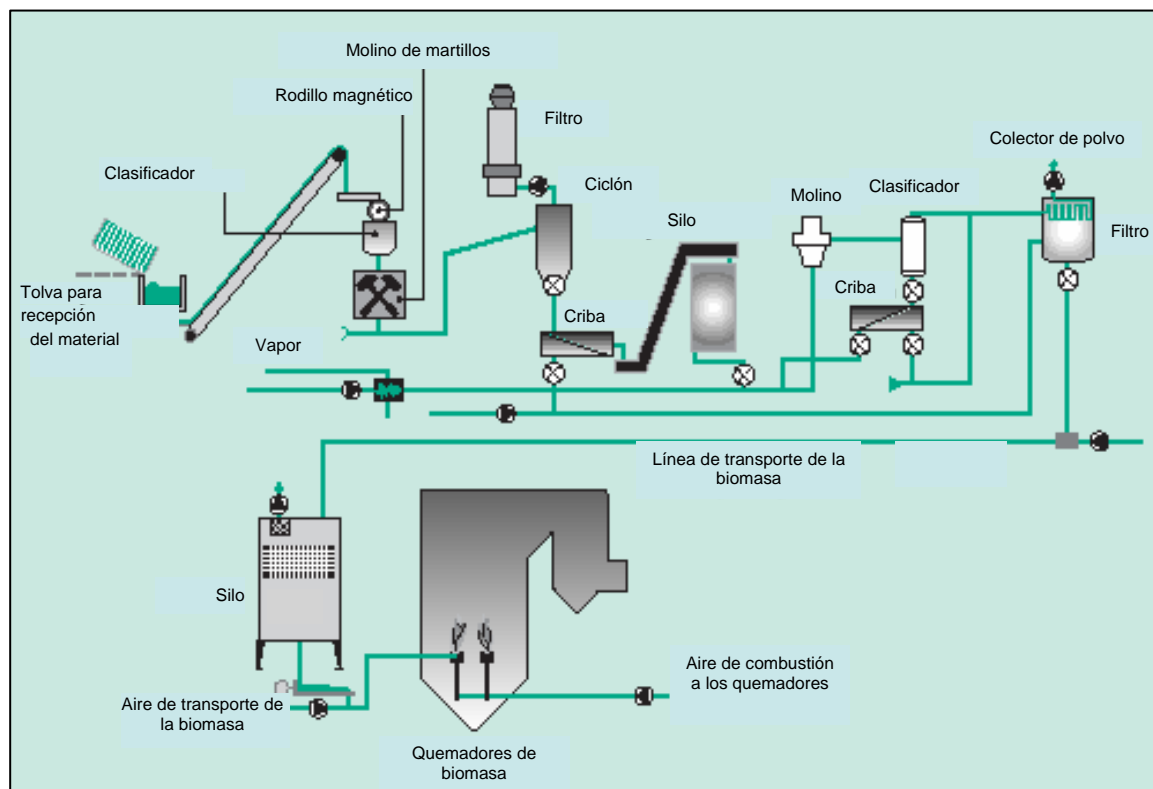 Molino de martillos
Rodillo magnético
Filtro
Colector de polvo
Clasificador
Ciclón
Molino
Clasificador
Silo
Filtro
Tolva para
recepción
del material
Criba
Criba
Vapor
Línea de transporte de la
biomasa
Silo
Aire de combustión
a los quemadores
Aire de transporte de
la biomasa
Quemadores de
biomasa